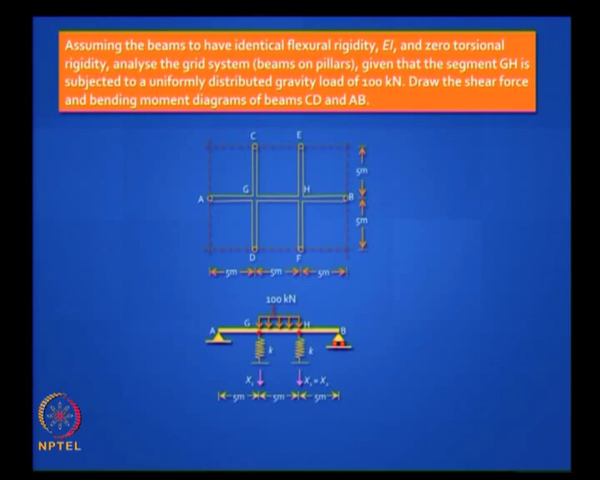 Assuming the beams to have identical flexural rigidity, EI, and zero torsional
rigidity, analyse the grid system (beams on pillars), given that the segment GH is
subjected to a uniformly distributed gravity load of 100 kN. Draw the shear force
and bending moment diagrams of beams CD and AB.
C E
5m
G H
A B
5m
D F
5m 5m 5m
100 kN
A G H B
k k
X₁ X₂ = X₁
5m 5m 5m
NPTEL